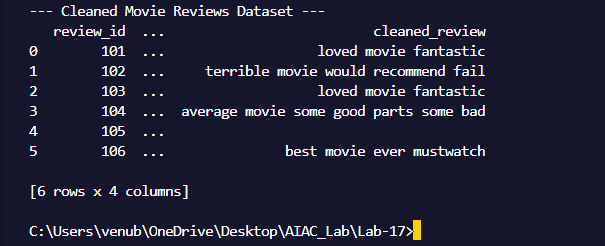 --- Cleaned Movie Reviews Dataset ---
   review_id  ...                        cleaned_review
0        101  ...                 loved movie fantastic
1        102  ...   terrible movie would recommend fail
2        103  ...                 loved movie fantastic
3        104  ...  average movie some good parts some bad
4        105  ...
5        106  ...             best movie ever mustwatch
[6 rows x 4 columns]
C:\Users\venub\OneDrive\Desktop\AIAC_Lab\Lab-17>